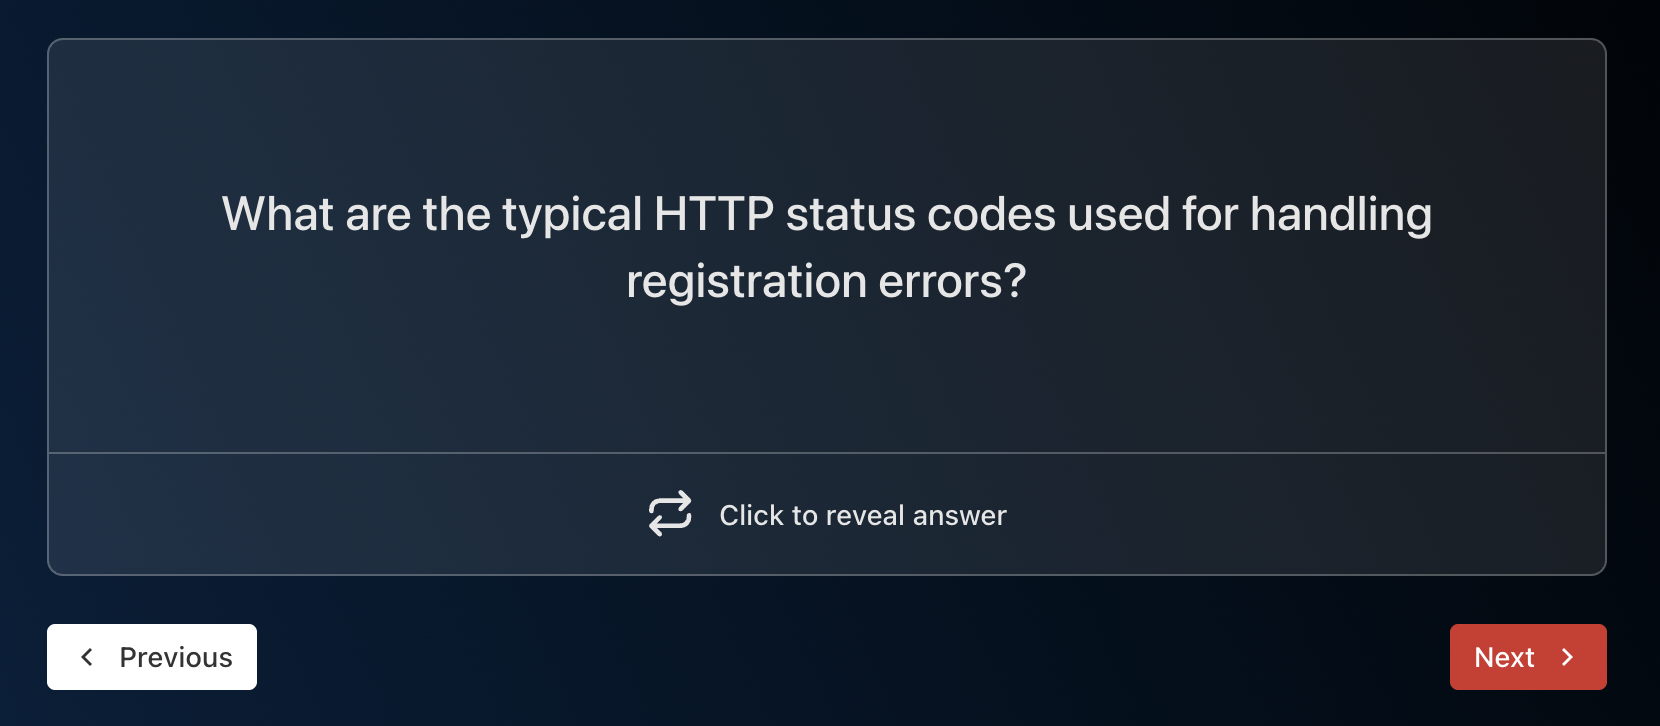 What are the typical HTTP status codes used for handling
registration errors?
Click to reveal answer
Previous
Next